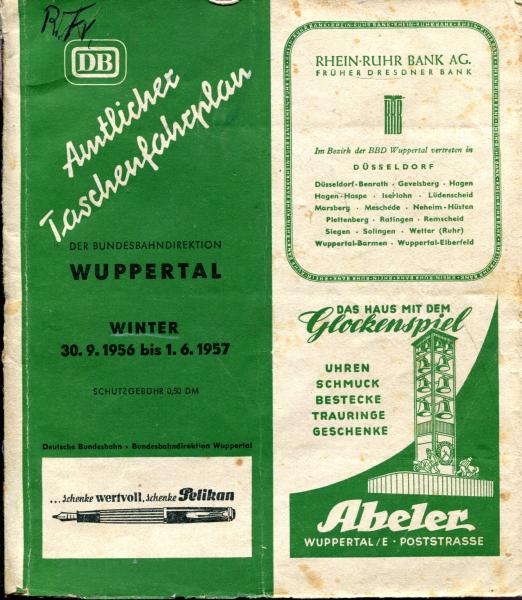 R. Fr.
DB
Amtlicher
Taschenfahrplan
DER BUNDESBAHNDIREKTION
WUPPERTAL
WINTER
30. 9. 1956 bis 1. 6. 1957
SCHUTZGEBÜHR 0,50 DM
Deutsche Bundesbahn · Bundesbahndirektion Wuppertal
...schenke wertvoll, schenke Pelikan
RHEIN-RUHR BANK AG.
FRÜHER DRESDNER BANK
Im Bezirk der BBD Wuppertal vertreten in
DÜSSELDORF
Düsseldorf-Benrath · Gevelsberg · Hagen
Hagen-Haspe · Iserlohn · Lüdenscheid
Marsberg · Meschede · Neheim-Hüsten
Plettenberg · Ratingen · Remscheid
Siegen · Solingen · Wetter (Ruhr)
Wuppertal-Barmen · Wuppertal-Elberfeld
DAS HAUS MIT DEM
Glockenspiel
UHREN
SCHMUCK
BESTECKE
TRAURINGE
GESCHENKE
Abeler
WUPPERTAL/E · POSTSTRASSE